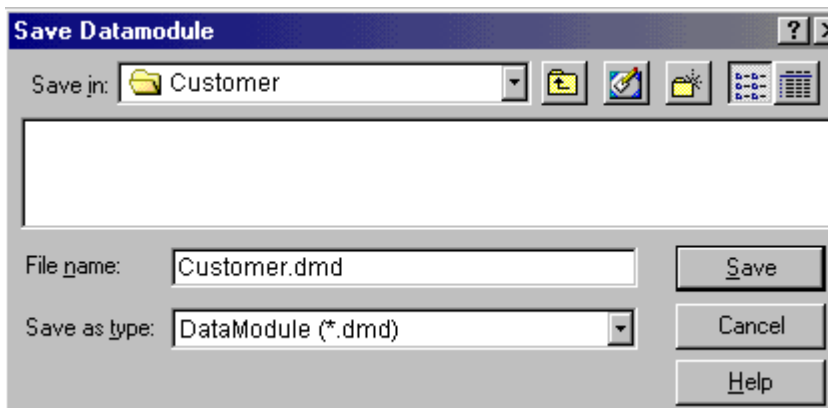 Save Datamodule
Save in: Customer
File name: Customer.dmd Save
Save as type: DataModule (*.dmd) Cancel
Help